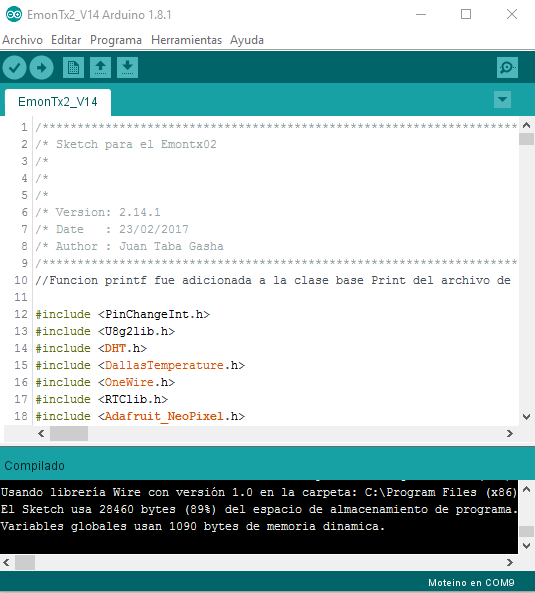 EmonTx2_V14 Arduino 1.8.1
Archivo Editar Programa Herramientas Ayuda
EmonTx2_V14
1 /*********************************************************************
2 /* Sketch para el Emontx02
3 /*
4 /*
5 /*
6 /* Version: 2.14.1
7 /* Date   : 23/02/2017
8 /* Author : Juan Taba Gasha
9 /*********************************************************************
10 //Funcion printf fue adicionada a la clase base Print del archivo de
11
12 #include <PinChangeInt.h>
13 #include <U8g2lib.h>
14 #include <DHT.h>
15 #include <DallasTemperature.h>
16 #include <OneWire.h>
17 #include <RTClib.h>
18 #include <Adafruit_NeoPixel.h>
Compilado
Usando librería Wire con versión 1.0 en la carpeta: C:\Program Files (x86)
El Sketch usa 28460 bytes (89%) del espacio de almacenamiento de programa.
Variables globales usan 1090 bytes de memoria dinamica.
Moteino en COM9